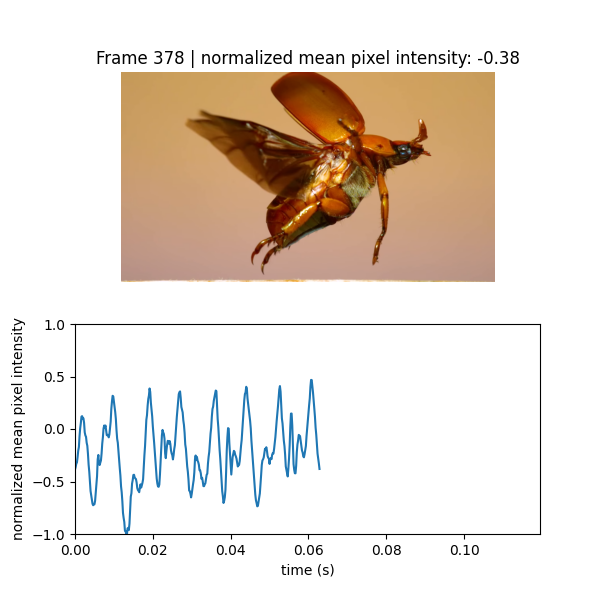 Frame 378 | normalized mean pixel intensity: -0.38
normalized mean pixel intensity
1.0
0.5
0.0
−0.5
−1.0
0.00 0.02 0.04 0.06 0.08 0.10
time (s)